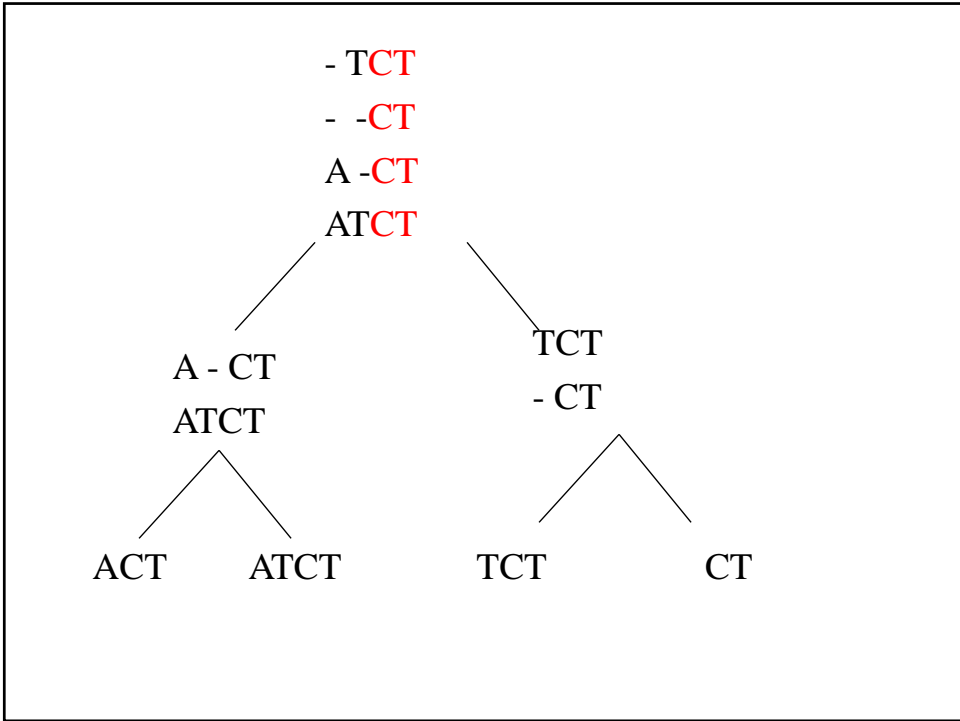 - TCT
- -CT
A -CT
ATCT
A - CT
ATCT
TCT
- CT
ACT ATCT TCT CT